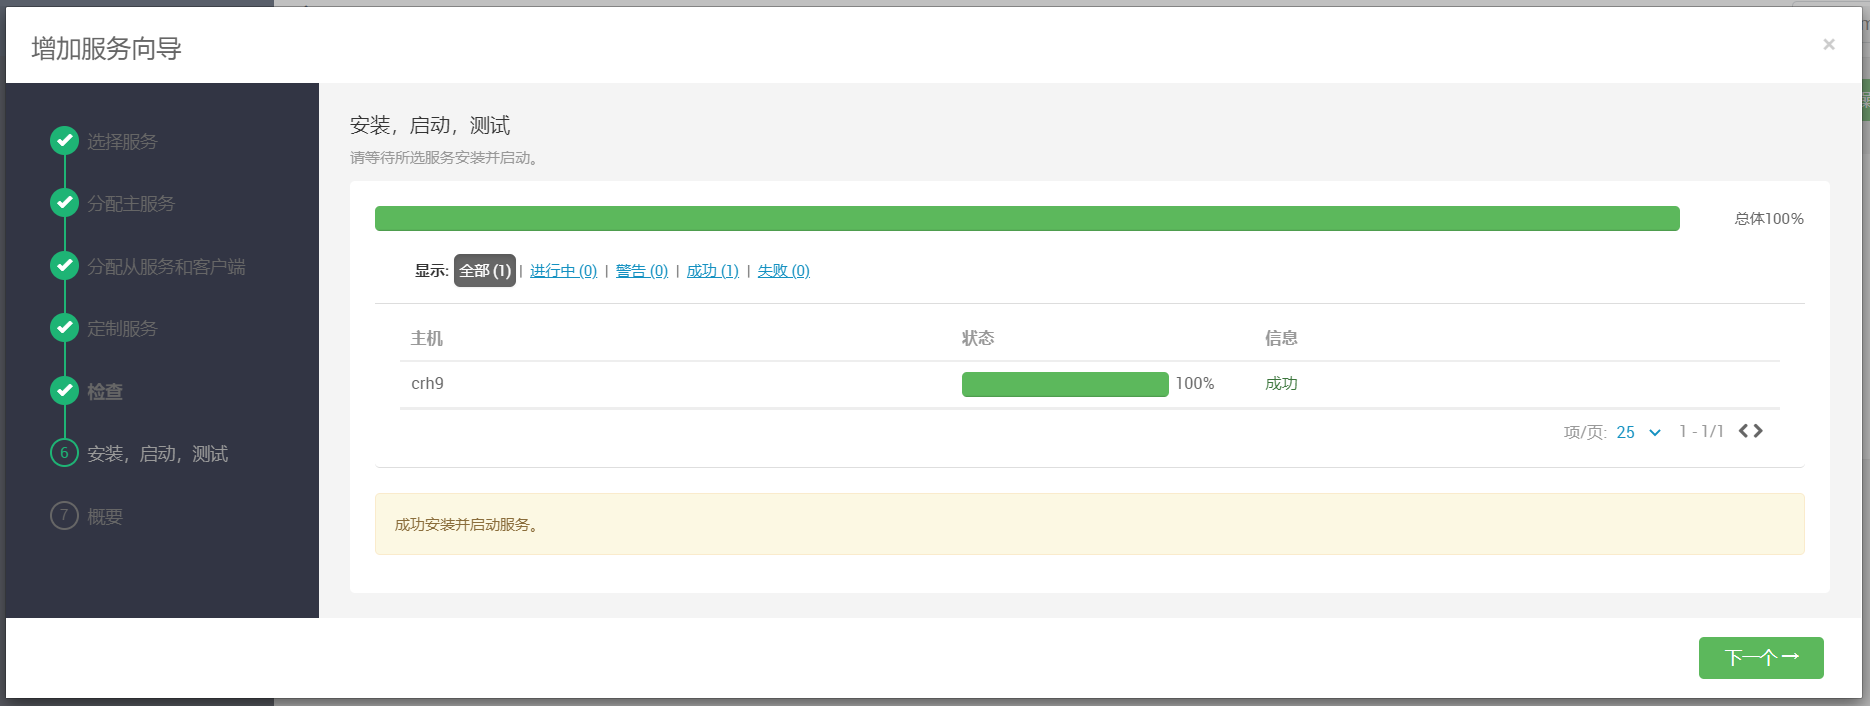 增加服务向导
×
选择服务
分配主服务
分配从服务和客户端
定制服务
检查
6 安装，启动，测试
7 概要
安装，启动，测试
请等待所选服务安装并启动。
总体100%
显示: 全部 (1) | 进行中 (0) | 警告 (0) | 成功 (1) | 失败 (0)
主机 状态 信息
crh9 100% 成功
项/页: 25 1 - 1/1
成功安装并启动服务。
下一个→